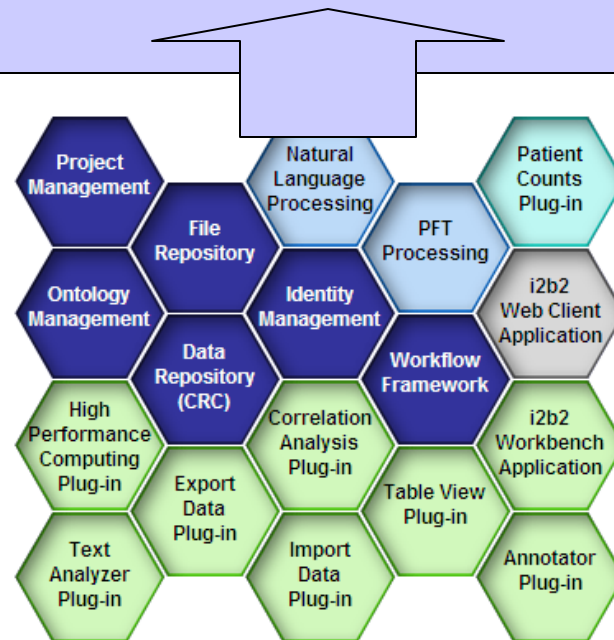 Project
Management
Natural
Language
Processing
Patient
Counts
Plug-in
File
Repository
PFT
Processing
Ontology
Management
Identity
Management
i2b2
Web Client
Application
Data
Repository
(CRC)
Workflow
Framework
High
Performance
Computing
Plug-in
Correlation
Analysis
Plug-in
i2b2
Workbench
Application
Export
Data
Plug-in
Table View
Plug-in
Text
Analyzer
Plug-in
Import
Data
Plug-in
Annotator
Plug-in